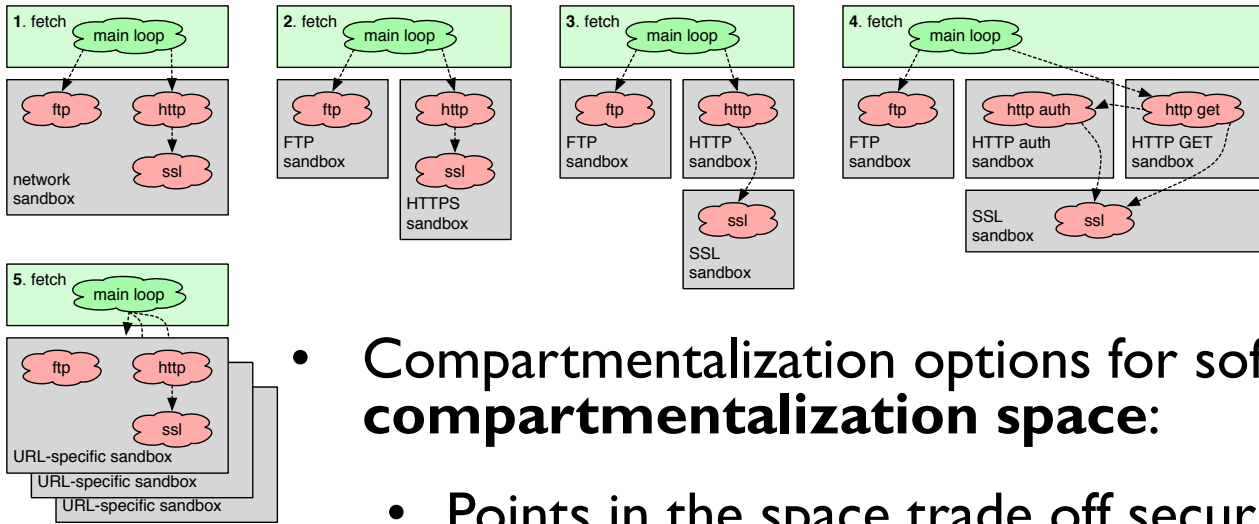 1. fetch
main loop
ftp
http
ssl
network
sandbox
2. fetch
main loop
ftp
http
FTP
sandbox
ssl
HTTPS
sandbox
3. fetch
main loop
ftp
http
FTP
sandbox
HTTP
sandbox
ssl
SSL
sandbox
4. fetch
main loop
ftp
http auth
http get
FTP
sandbox
HTTP auth
sandbox
HTTP GET
sandbox
SSL
sandbox
ssl
5. fetch
main loop
ftp
http
ssl
URL-specific sandbox
URL-specific sandbox
URL-specific sandbox
• Compartmentalization options for
compartmentalization space:
• Points in the space trade off